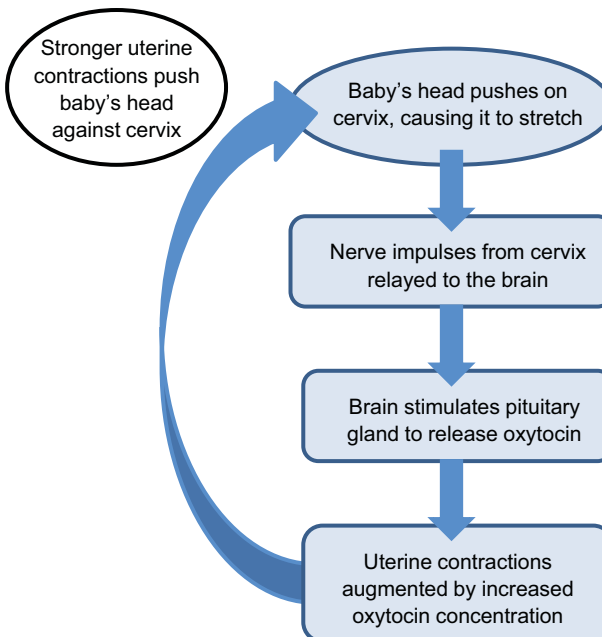 Stronger uterine
contractions push
baby's head
against cervix
Baby's head pushes on
cervix, causing it to stretch
Nerve impulses from cervix
relayed to the brain
Brain stimulates pituitary
gland to release oxytocin
Uterine contractions
augmented by increased
oxytocin concentration